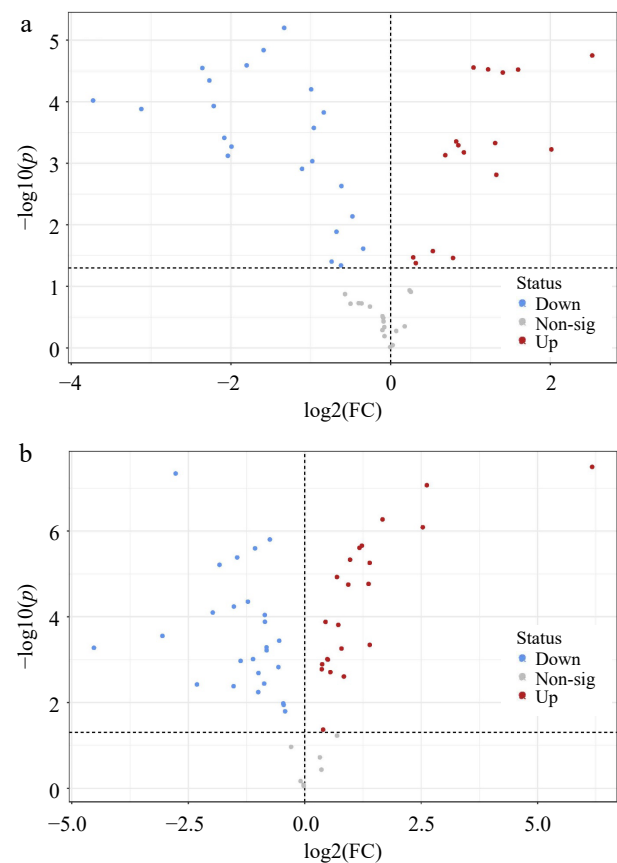 a
5
4
3
2
1
0
−log10(p)
Status
Down
Non-sig
Up
−4
−2
0
2
log2(FC)
b
6
4
2
0
−log10(p)
Status
Down
Non-sig
Up
−5.0
−2.5
0.0
2.5
5.0
log2(FC)